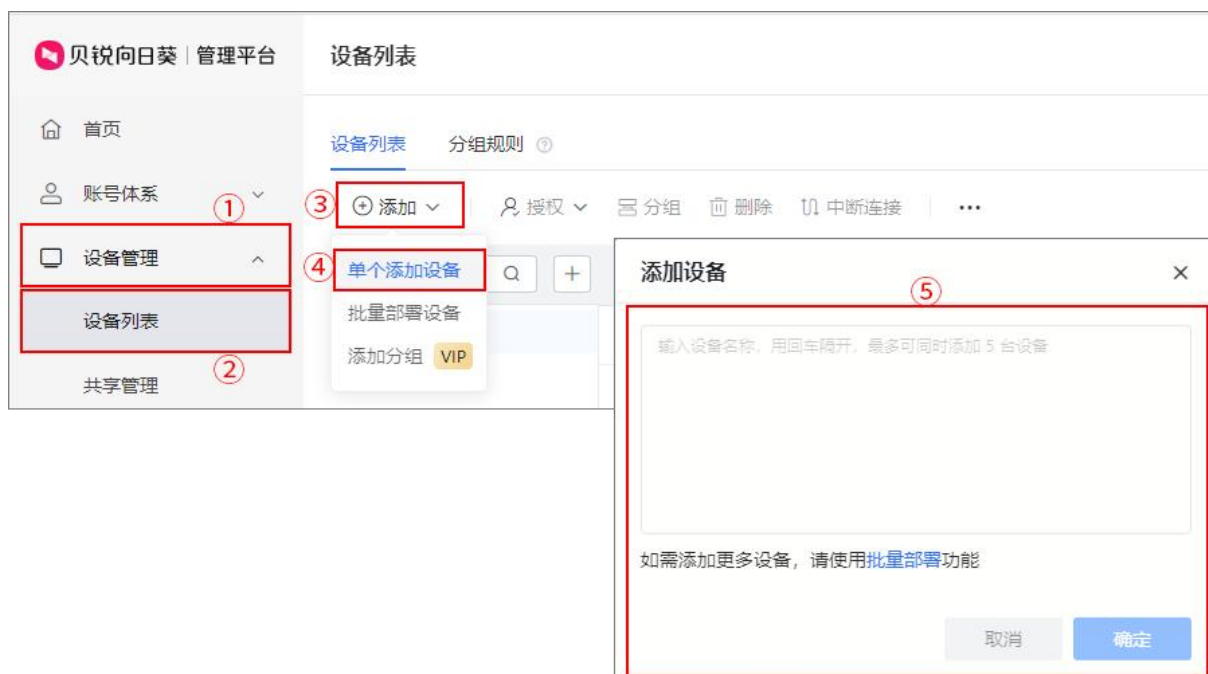 贝锐向日葵 | 管理平台
设备列表
首页
设备列表
分组规则
账号体系
①
③
添加
授权
分组
删除
中断连接
...
设备管理
④
单个添加设备
添加设备
⑤
设备列表
批量部署设备
输入设备名称，用回车隔开，最多可同时添加 5 台设备
②
添加分组 VIP
共享管理
如需添加更多设备，请使用批量部署功能
取消
确定